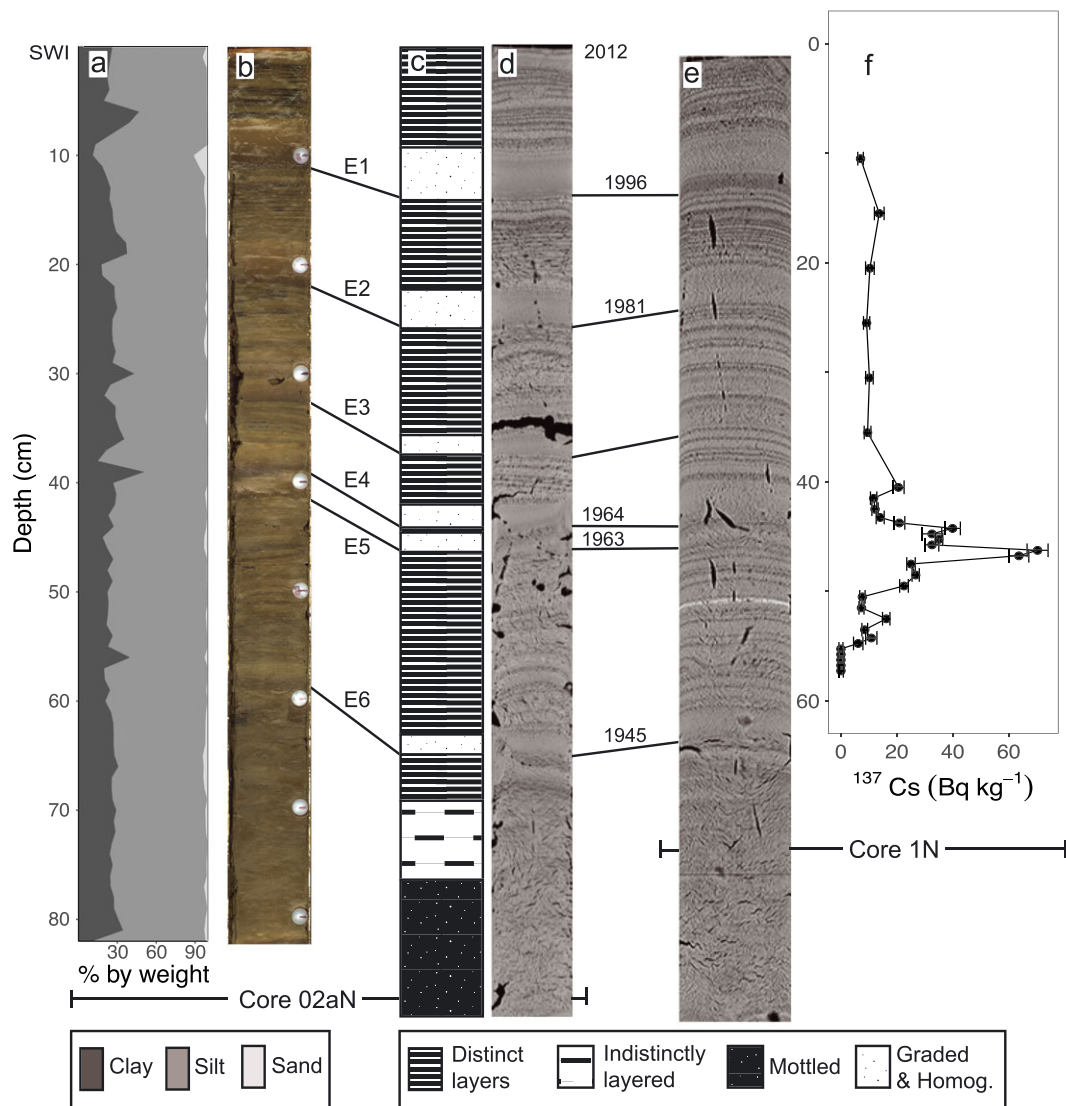 SWI
a
b
c
d
2012
e
f
0
10
E1
1996
20
20
E2
1981
30
E3
40
40
E4
1964
1963
E5
50
60
E6
1945
60
70
0 20 40 60
137 Cs (Bq kg−1)
80
Core 1N
30 60 90
% by weight
Depth (cm)
Core 02aN
Clay Silt Sand
Distinct layers
Indistinctly layered
Mottled
Graded & Homog.